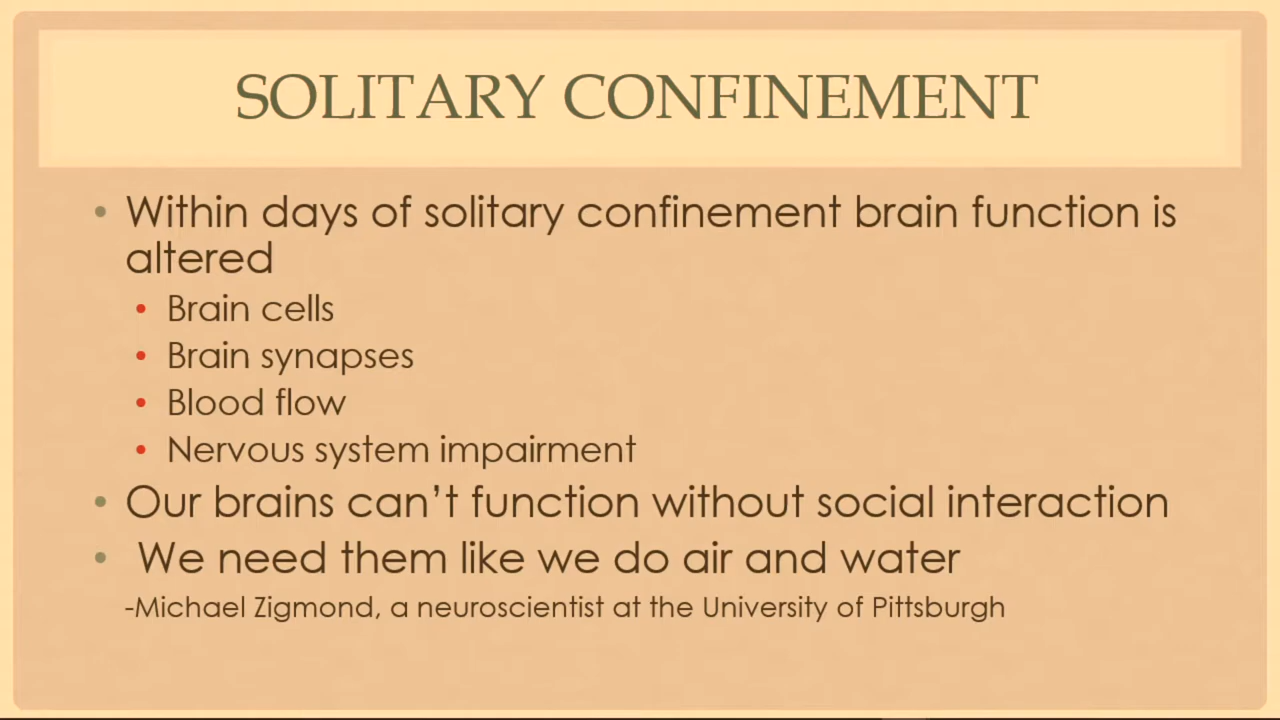 SOLITARY CONFINEMENT
• Within days of solitary confinement brain function is
altered
• Brain cells
• Brain synapses
• Blood flow
• Nervous system impairment
• Our brains can’t function without social interaction
• We need them like we do air and water
-Michael Zigmond, a neuroscientist at the University of Pittsburgh